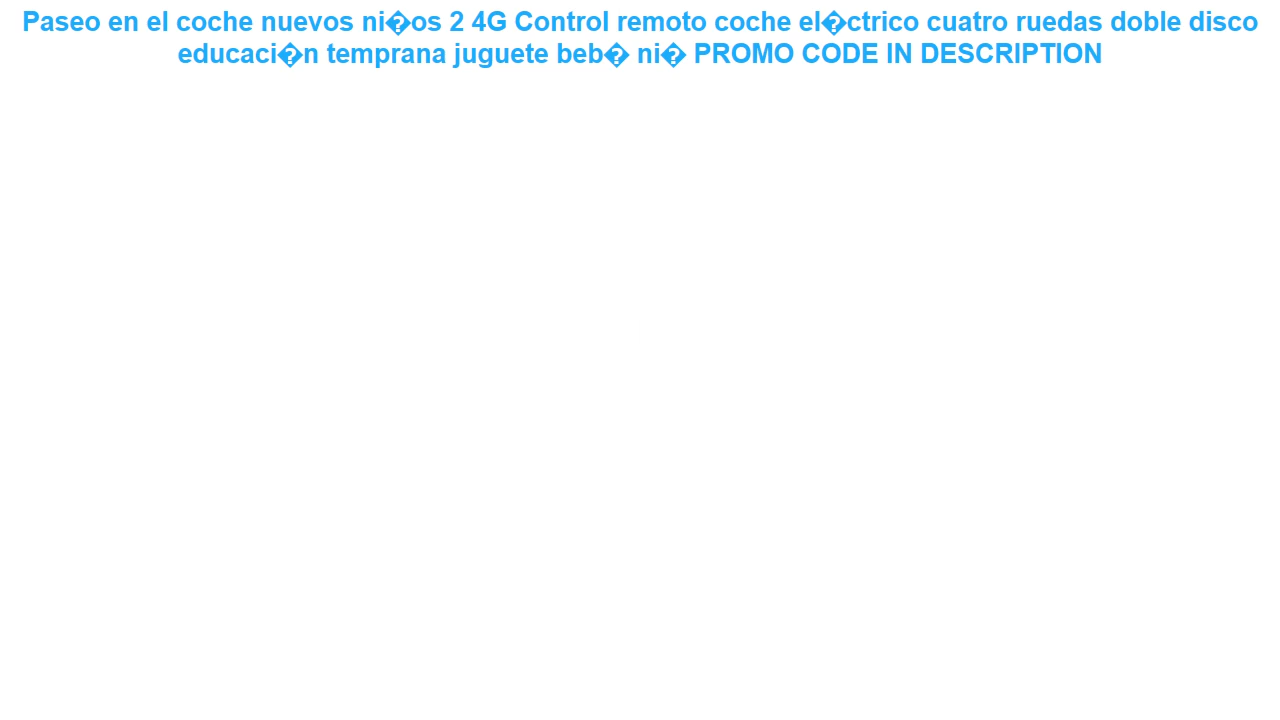 Paseo en el coche nuevos ni�os 2 4G Control remoto coche el�ctrico cuatro ruedas doble disco
educaci�n temprana juguete beb� ni� PROMO CODE IN DESCRIPTION